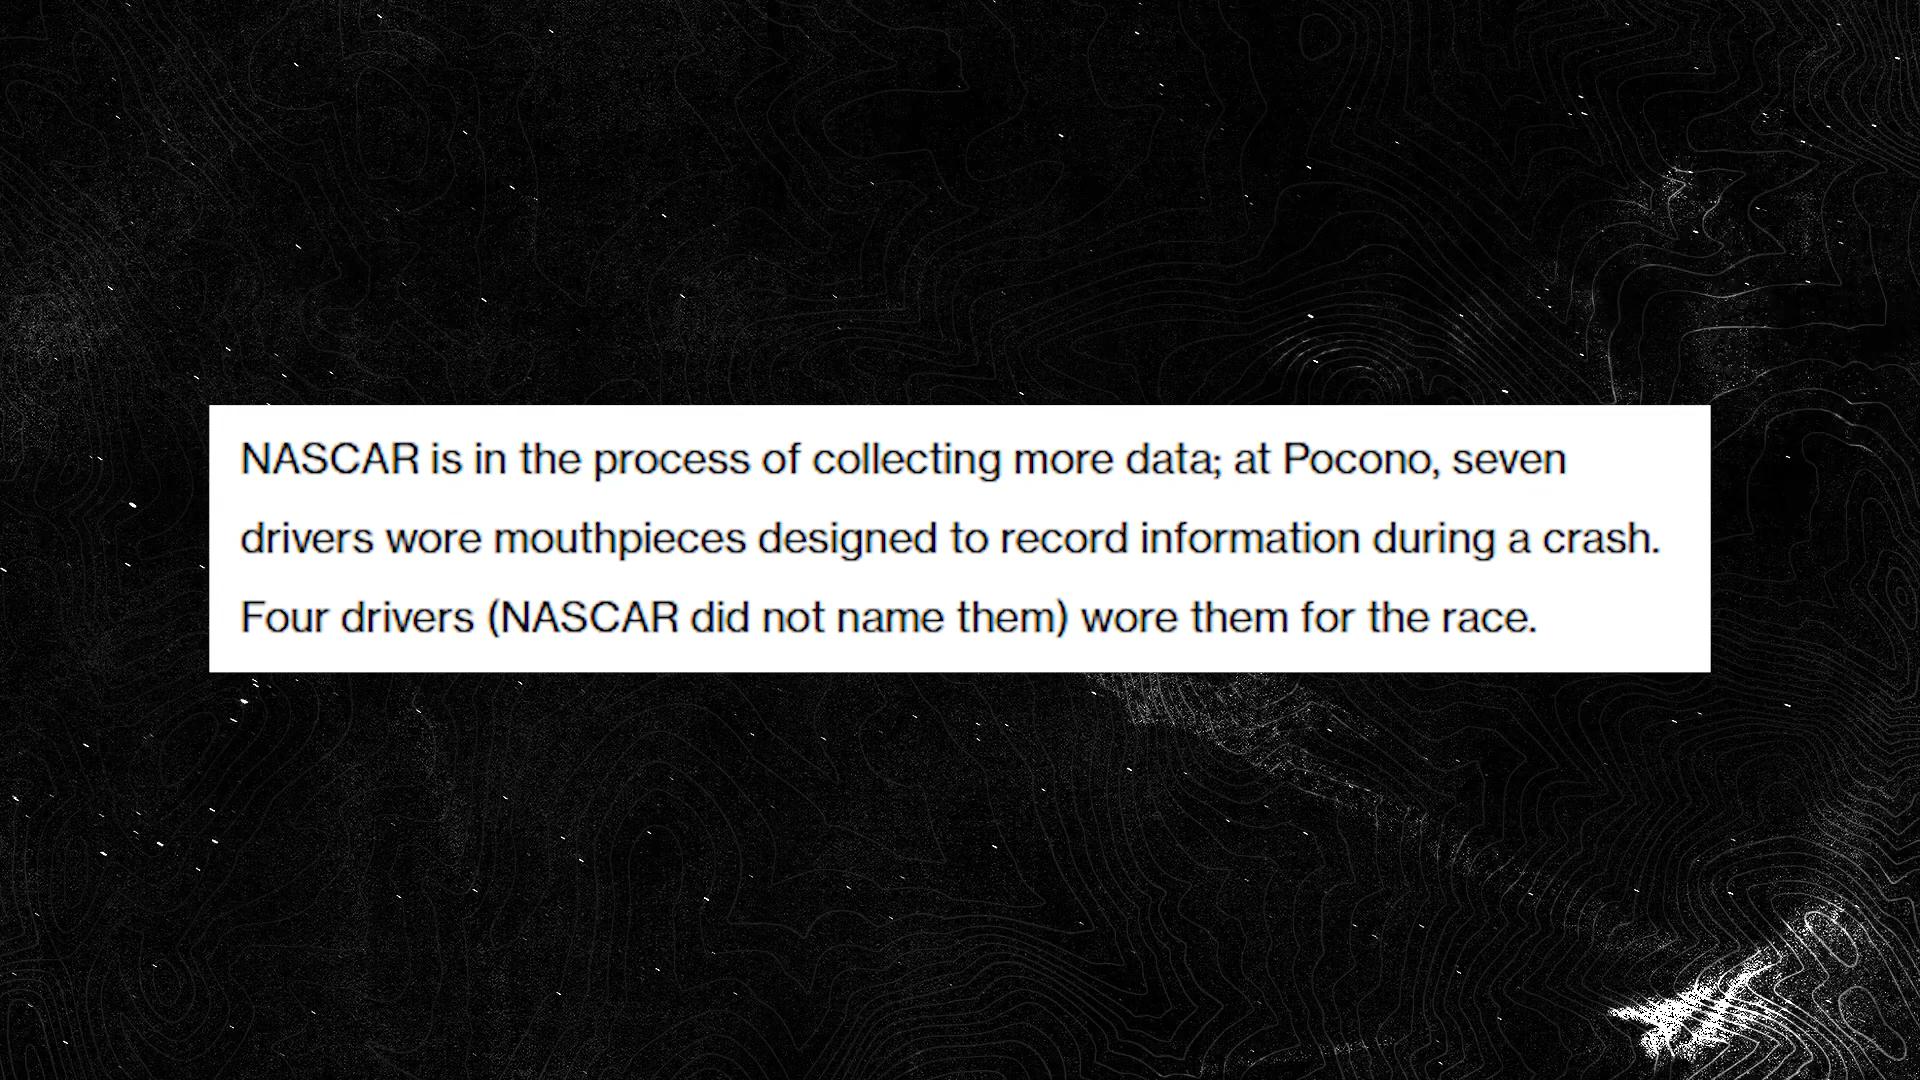 NASCAR is in the process of collecting more data; at Pocono, seven
drivers wore mouthpieces designed to record information during a crash.
Four drivers (NASCAR did not name them) wore them for the race.